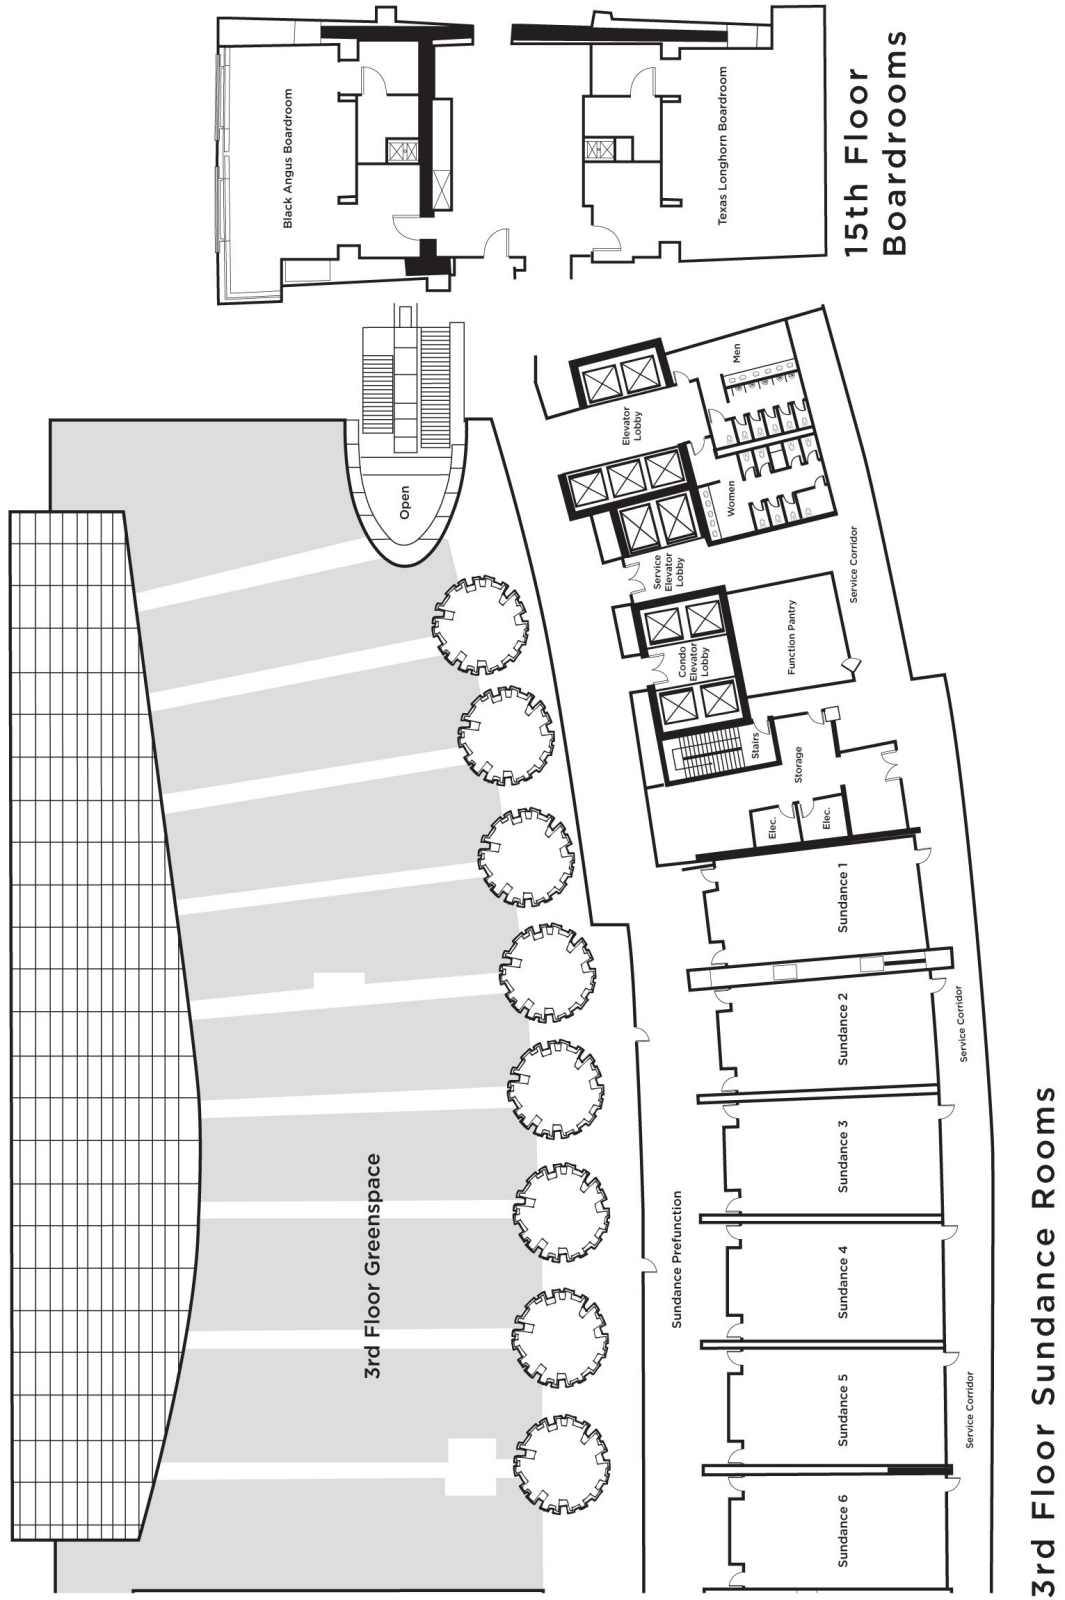 15th Floor
Boardrooms
Black Angus Boardroom
Texas Longhorn Boardroom
Open
Elevator
Lobby
Men
Women
Service
Elevator
Lobby
Service Corridor
Condo
Elevator
Lobby
Function Pantry
Stairs
Storage
Elec.
Elec.
3rd Floor Greenspace
Sundance Prefunction
Sundance 1
Sundance 2
Sundance 3
Sundance 4
Sundance 5
Sundance 6
Service Corridor
Service Corridor
3rd Floor Sundance Rooms